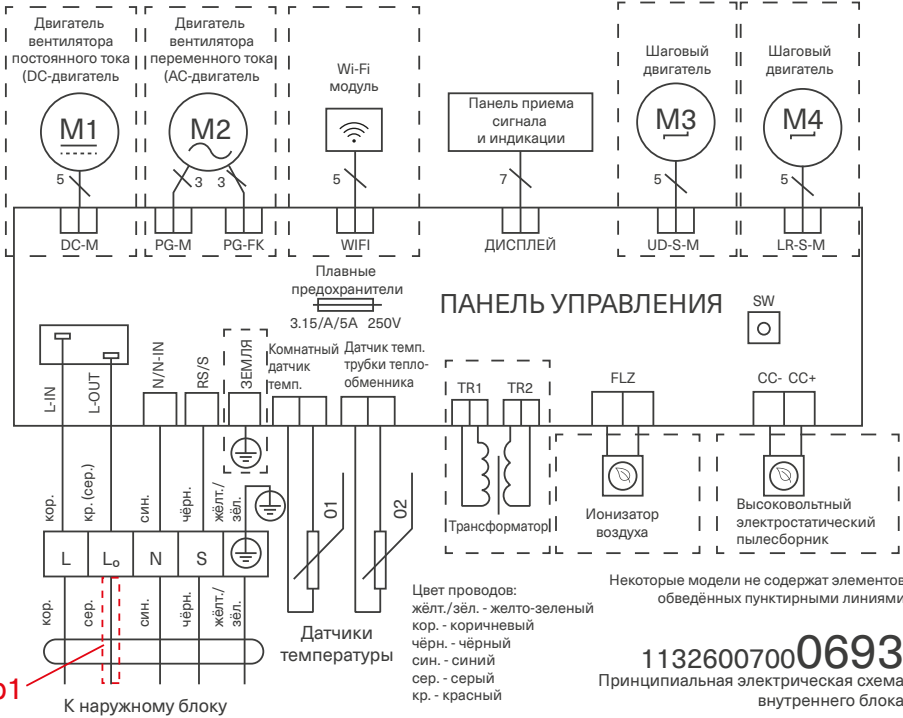 Двигатель
вентилятора
постоянного тока
(DC-двигатель
Двигатель
вентилятора
переменного тока
(AC-двигатель
Wi-Fi
модуль
Панель приема
сигнала
и индикации
Шаговый
двигатель
Шаговый
двигатель
M1
M2
M3
M4
5
3
3
5
7
5
5
DC-M
PG-M
PG-FK
WIFI
ДИСПЛЕЙ
UD-S-M
LR-S-M
Плавные
предохранители
3.15/A/5A 250V
ПАНЕЛЬ УПРАВЛЕНИЯ
SW
L-IN
L-OUT
N/N-IN
RS/S
ЗЕМЛЯ
Комнатный
датчик
темп.
Датчик темп.
трубки тепло-
обменника
TR1
TR2
FLZ
CC- CC+
кор.
кр.(сер.)
син.
чёрн.
жёлт./
зёл.
01
02
Трансформатор
Ионизатор
воздуха
Высоковольтный
электростатический
пылесборник
L
Lo
N
S
кор.
сер.
син.
чёрн.
жёлт./
зёл.
Датчики
температуры
Цвет проводов:
жёлт./зёл. - желто-зеленый
кор. - коричневый
чёрн. - чёрный
син. - синий
сер. - серый
кр. - красный
Некоторые модели не содержат элементов
обведённых пунктирными линиями
11326007000693
Принципиальная электрическая схема
внутреннего блока
К наружному блоку